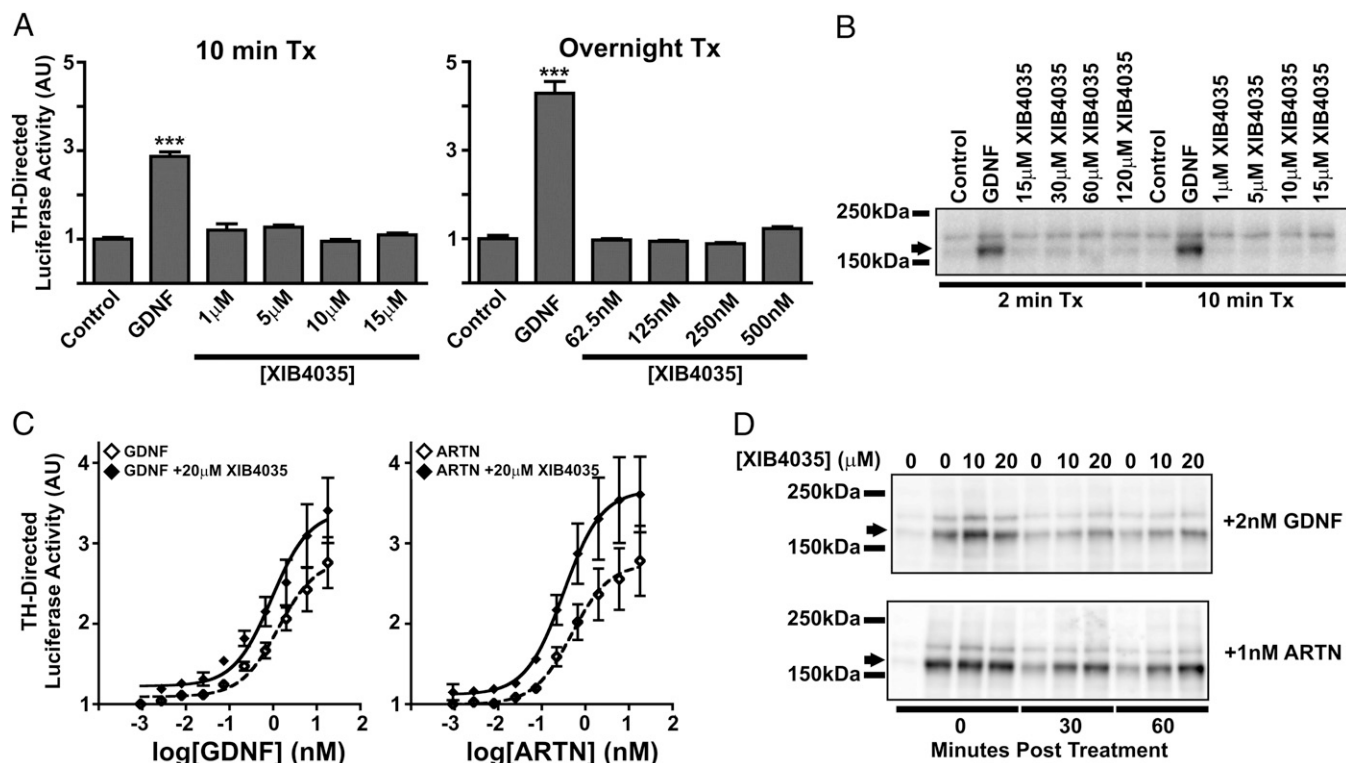 A
10 min Tx
TH-Directed
Luciferase Activity (AU)
5
3
1
Control
GDNF
***
1μM
5μM
10μM
15μM
[XIB4035]
Overnight Tx
5
3
1
Control
GDNF
***
62.5nM
125nM
250nM
500nM
[XIB4035]
B
Control
GDNF
15μM XIB4035
30μM XIB4035
60μM XIB4035
120μM XIB4035
Control
GDNF
1μM XIB4035
5μM XIB4035
10μM XIB4035
15μM XIB4035
250kDa
150kDa
2 min Tx
10 min Tx
C
TH-Directed
Luciferase Activity (AU)
GDNF
GDNF +20μM XIB4035
4
3
2
1
-3 -2 -1 0 1 2
log[GDNF] (nM)
ARTN
ARTN +20μM XIB4035
4
3
2
1
-3 -2 -1 0 1 2
log[ARTN] (nM)
D
[XIB4035] (μM) 0 0 10 20 0 10 20 0 10 20
250kDa
150kDa
+2nM GDNF
250kDa
150kDa
+1nM ARTN
0 30 60
Minutes Post Treatment